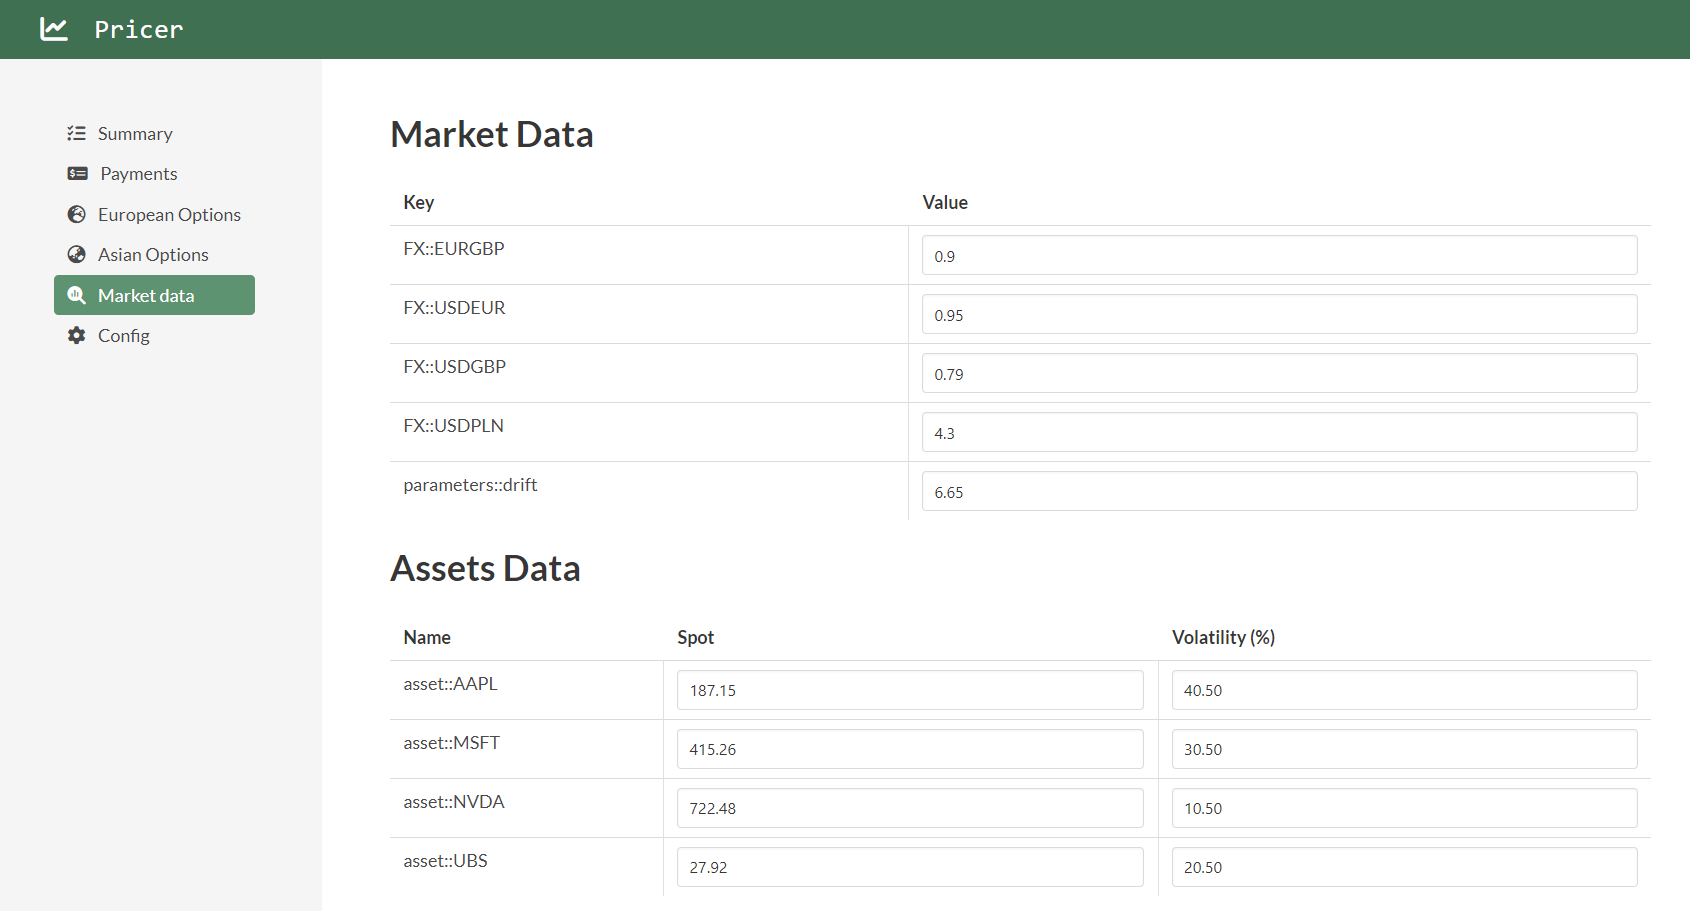 Pricer
Summary
Payments
European Options
Asian Options
Market data
Config
Market Data
Key Value
FX::EURGBP 0.9
FX::USDEUR 0.95
FX::USDGBP 0.79
FX::USDPLN 4.3
parameters::drift 6.65
Assets Data
Name Spot Volatility (%)
asset::AAPL 187.15 40.50
asset::MSFT 415.26 30.50
asset::NVDA 722.48 10.50
asset::UBS 27.92 20.50